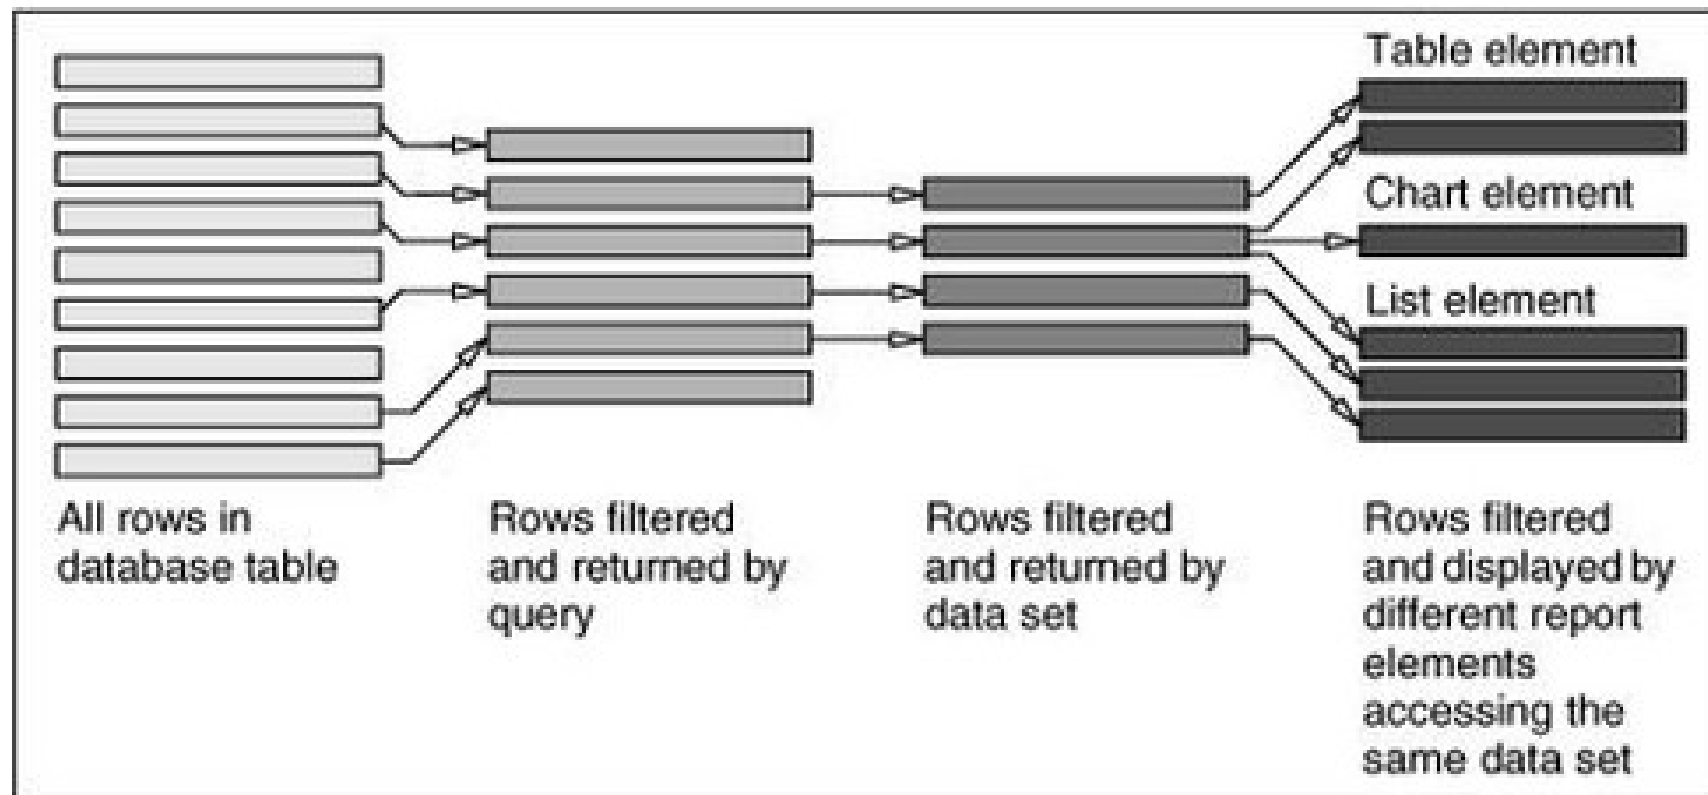 Table element
Chart element
List element
All rows in
database table
Rows filtered
and returned by
query
Rows filtered
and returned by
data set
Rows filtered
and displayed by
different report
elements
accessing the
same data set